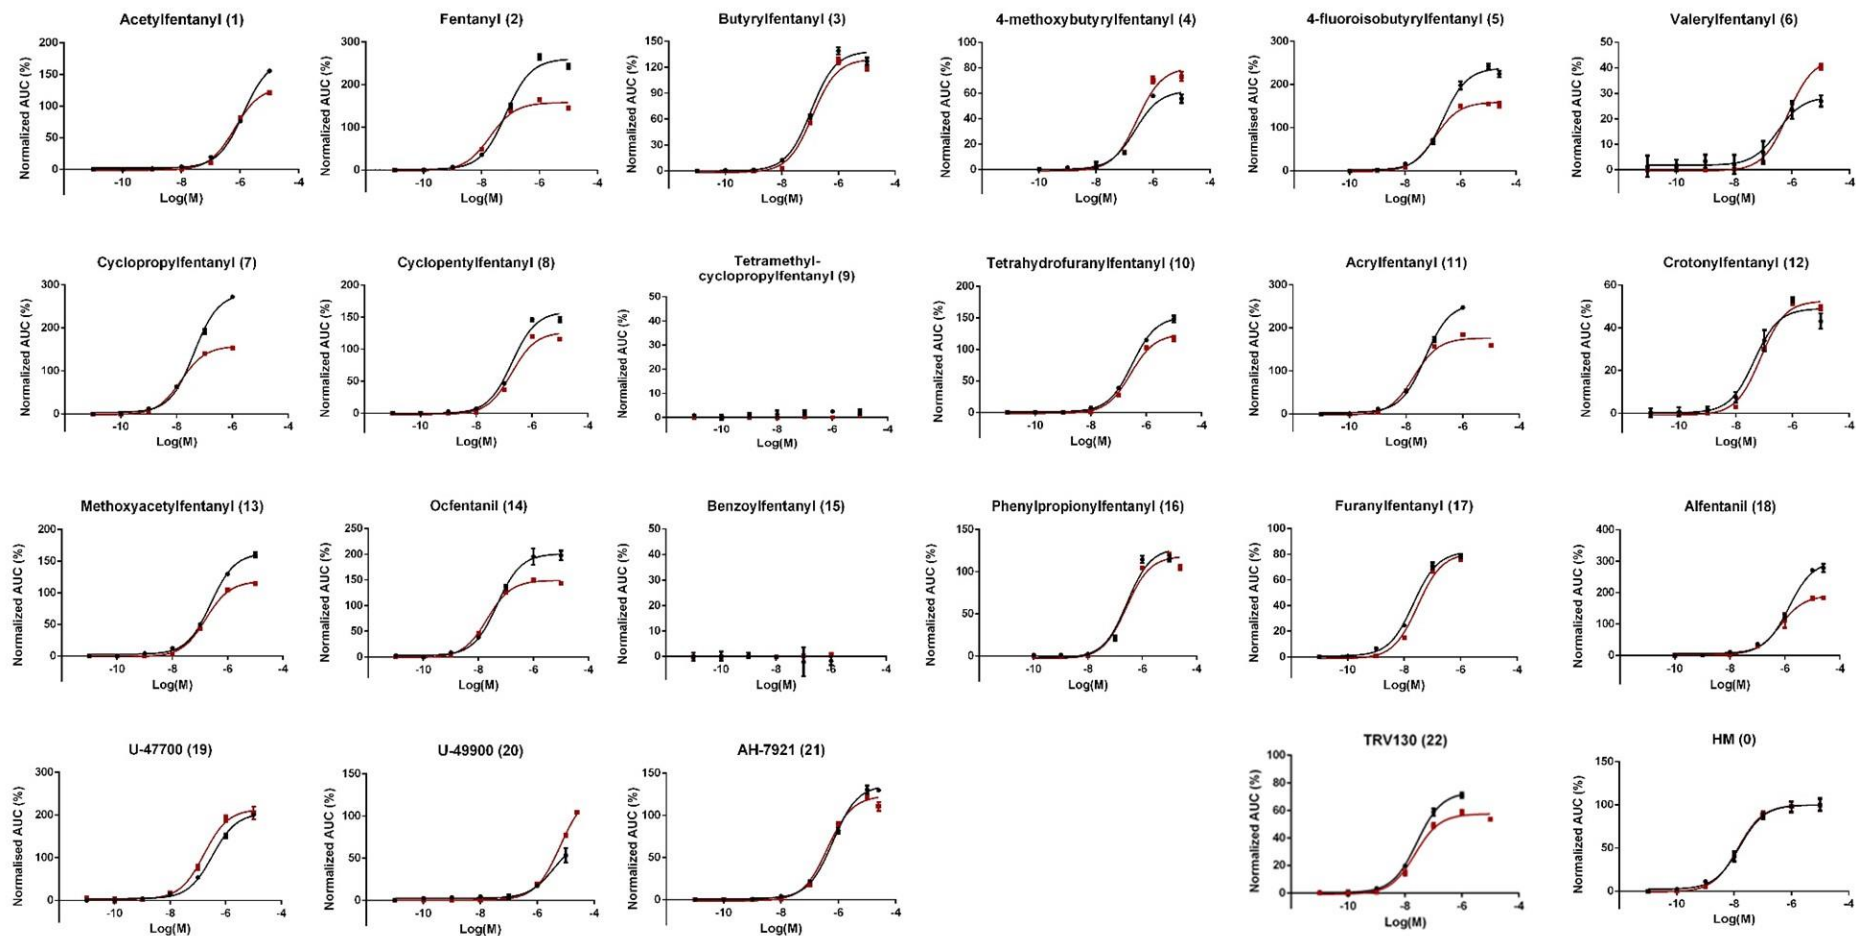 Acetylfentanyl (1)
Normalized AUC (%)
200
150
100
50
0
-10 -8 -6 -4
Log(M)
Fentanyl (2)
Normalized AUC (%)
300
200
100
0
-10 -8 -6 -4
Log(M)
Butyrylfentanyl (3)
Normalized AUC (%)
150
120
90
60
30
0
-10 -8 -6 -4
Log(M)
4-methoxybutyrylfentanyl (4)
Normalized AUC (%)
100
80
60
40
20
0
-10 -8 -6 -4
Log(M)
4-fluoroisobutyrylfentanyl (5)
Normalised AUC (%)
300
200
100
0
-10 -8 -6 -4
Log(M)
Valerylfentanyl (6)
Normalized AUC (%)
50
40
30
20
10
0
-10 -8 -6 -4
Log(M)
Cyclopropylfentanyl (7)
Normalized AUC (%)
300
200
100
0
-10 -8 -6 -4
Log(M)
Cyclopentylfentanyl (8)
Normalized AUC (%)
200
150
100
50
0
-10 -8 -6 -4
Log(M)
Tetramethyl-
cyclopropylfentanyl (9)
Normalized AUC (%)
50
40
30
20
10
0
-10 -8 -6 -4
Log(M)
Tetrahydrofuranylfentanyl (10)
Normalized AUC (%)
200
150
100
50
0
-10 -8 -6 -4
Log(M)
Acrylfentanyl (11)
Normalized AUC (%)
300
200
100
0
-10 -8 -6 -4
Log(M)
Crotonylfentanyl (12)
Normalized AUC (%)
60
40
20
0
-10 -8 -6 -4
Log(M)
Methoxyacetylfentanyl (13)
Normalized AUC (%)
200
150
100
50
0
-10 -8 -6 -4
Log(M)
Ocfentanil (14)
Normalized AUC (%)
250
200
150
100
50
0
-10 -8 -6 -4
Log(M)
Benzoylfentanyl (15)
Normalized AUC (%)
50
40
30
20
10
0
-10 -8 -6 -4
Log(M)
Phenylpropionylfentanyl (16)
Normalized AUC (%)
150
100
50
0
-10 -8 -6 -4
Log(M)
Furanylfentanyl (17)
Normalized AUC (%)
100
80
60
40
20
0
-10 -8 -6 -4
Log(M)
Alfentanil (18)
Normalized AUC (%)
400
300
200
100
0
-10 -8 -6 -4
Log(M)
U-47700 (19)
Normalised AUC (%)
300
200
100
0
-10 -8 -6 -4
Log(M)
U-49900 (20)
Normalized AUC (%)
150
100
50
0
-10 -8 -6 -4
Log(M)
AH-7921 (21)
Normalized AUC (%)
150
100
50
0
-10 -8 -6 -4
Log(M)
TRV130 (22)
Normalized AUC (%)
100
80
60
40
20
0
-10 -8 -6 -4
Log(M)
HM (0)
Normalized AUC (%)
150
100
50
0
-10 -8 -6 -4
Log(M)